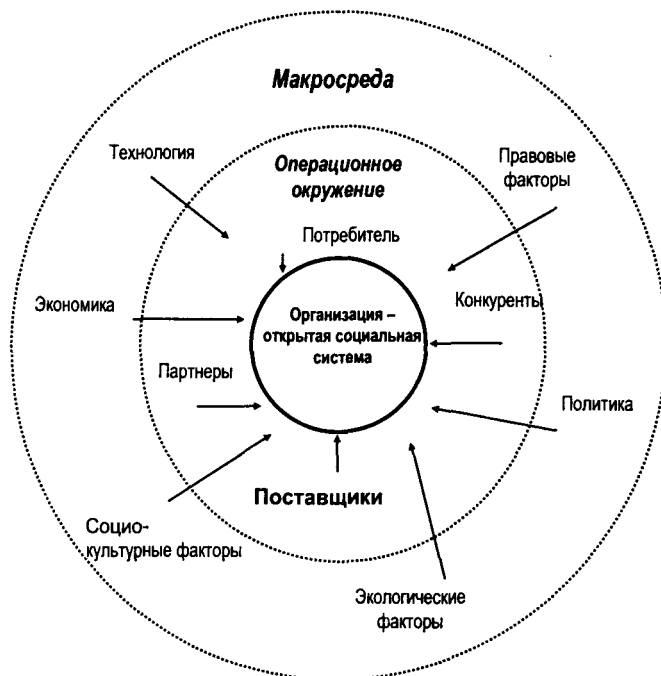 Макросреда
Технология
Операционное
окружение
Правовые
факторы
Потребитель
Экономика
Организация –
открытая социальная
система
Конкуренты
Партнеры
Политика
Поставщики
Социо-
культурные факторы
Экологические
факторы